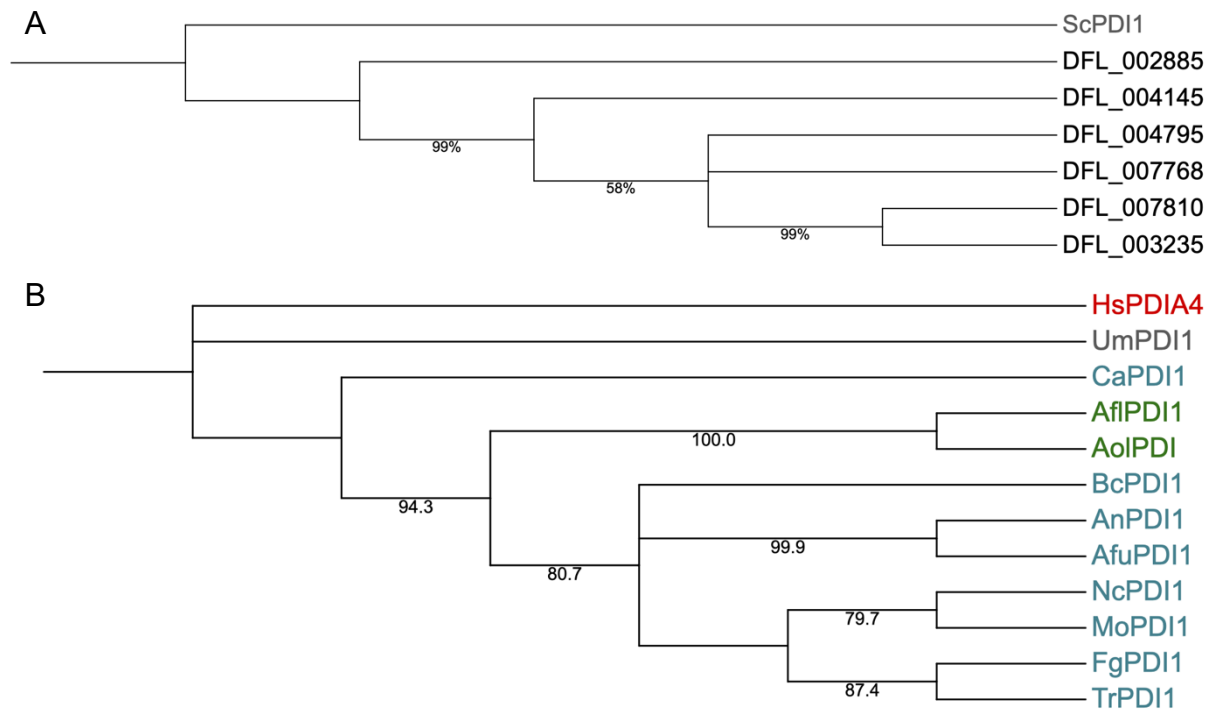 A
ScPDI1
DFL_002885
DFL_004145
DFL_004795
99%
DFL_007768
58%
DFL_007810
99%
DFL_003235
B
HsPDIA4
UmPDI1
CaPDI1
AflPDI1
100.0
AolPDI
BcPDI1
94.3
AnPDI1
99.9
AfuPDI1
80.7
NcPDI1
79.7
MoPDI1
FgPDI1
87.4
TrPDI1